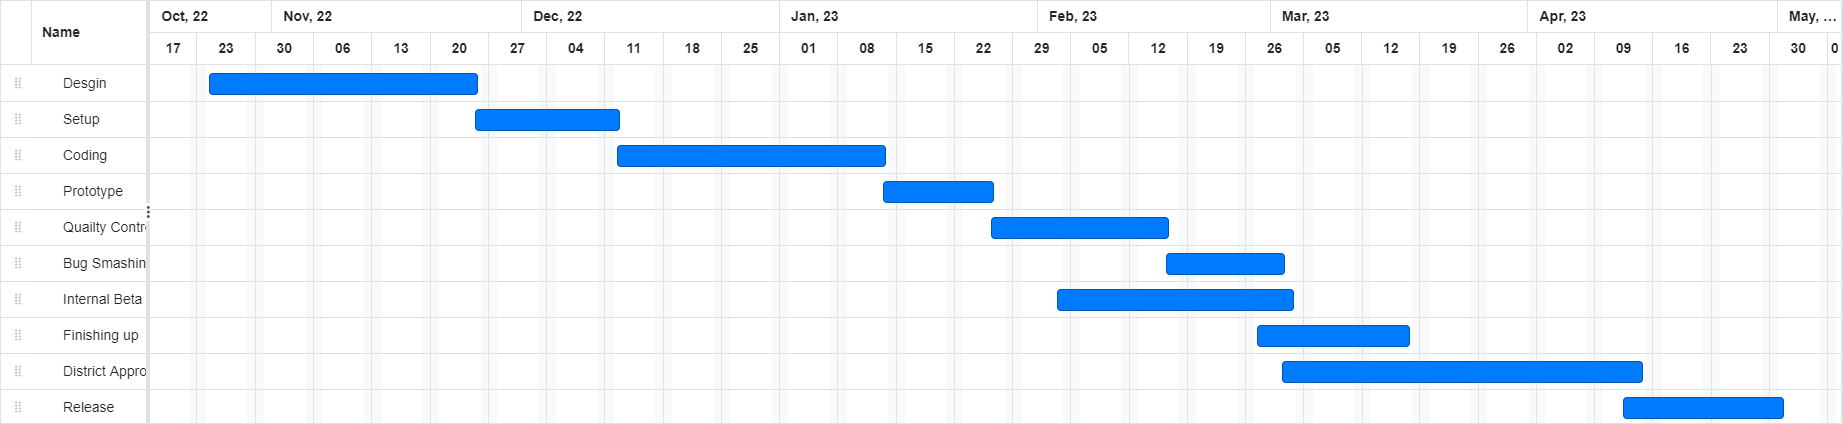 Oct, 22 Nov, 22 Dec, 22 Jan, 23 Feb, 23 Mar, 23 Apr, 23 May, ...
Name
17 23 30 06 13 20 27 04 11 18 25 01 08 15 22 29 05 12 19 26 05 12 19 26 02 09 16 23 30 0
Desgin
Setup
Coding
Prototype
Quailty Contr
Bug Smashin
Internal Beta
Finishing up
District Appro
Release